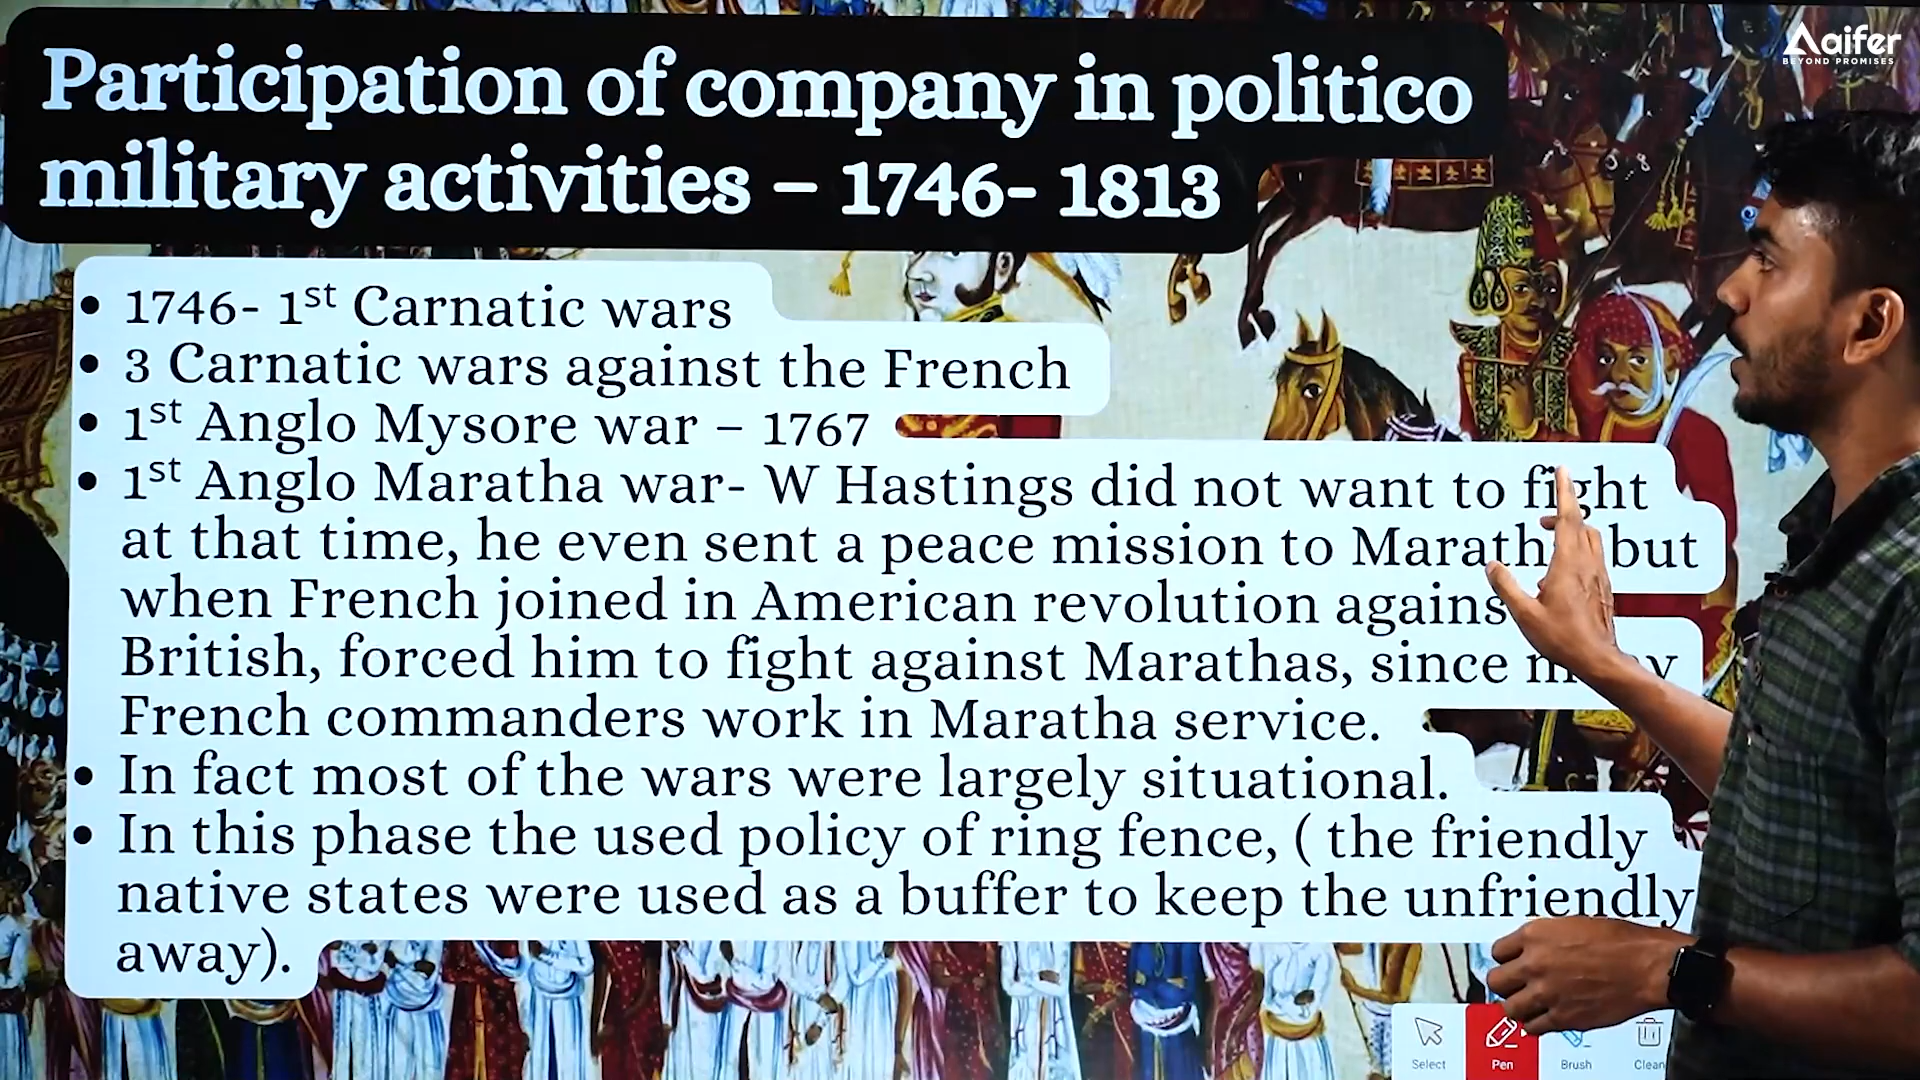 aifer
BEYOND PROMISES
Participation of company in politico
military activities – 1746- 1813
• 1746- 1st Carnatic wars
• 3 Carnatic wars against the French
• 1st Anglo Mysore war – 1767
• 1st Anglo Maratha war- W Hastings did not want to fight
at that time, he even sent a peace mission to but
when French joined in American revolution
British, forced him to fight against Marathas, since
French commanders work in Maratha service.
• In fact most of the wars were largely situational.
• In this phase the used policy of ring fence, ( the friendly
native states were used as a buffer to keep the unfriendly
away).
Select
Pen
Brush
Clean